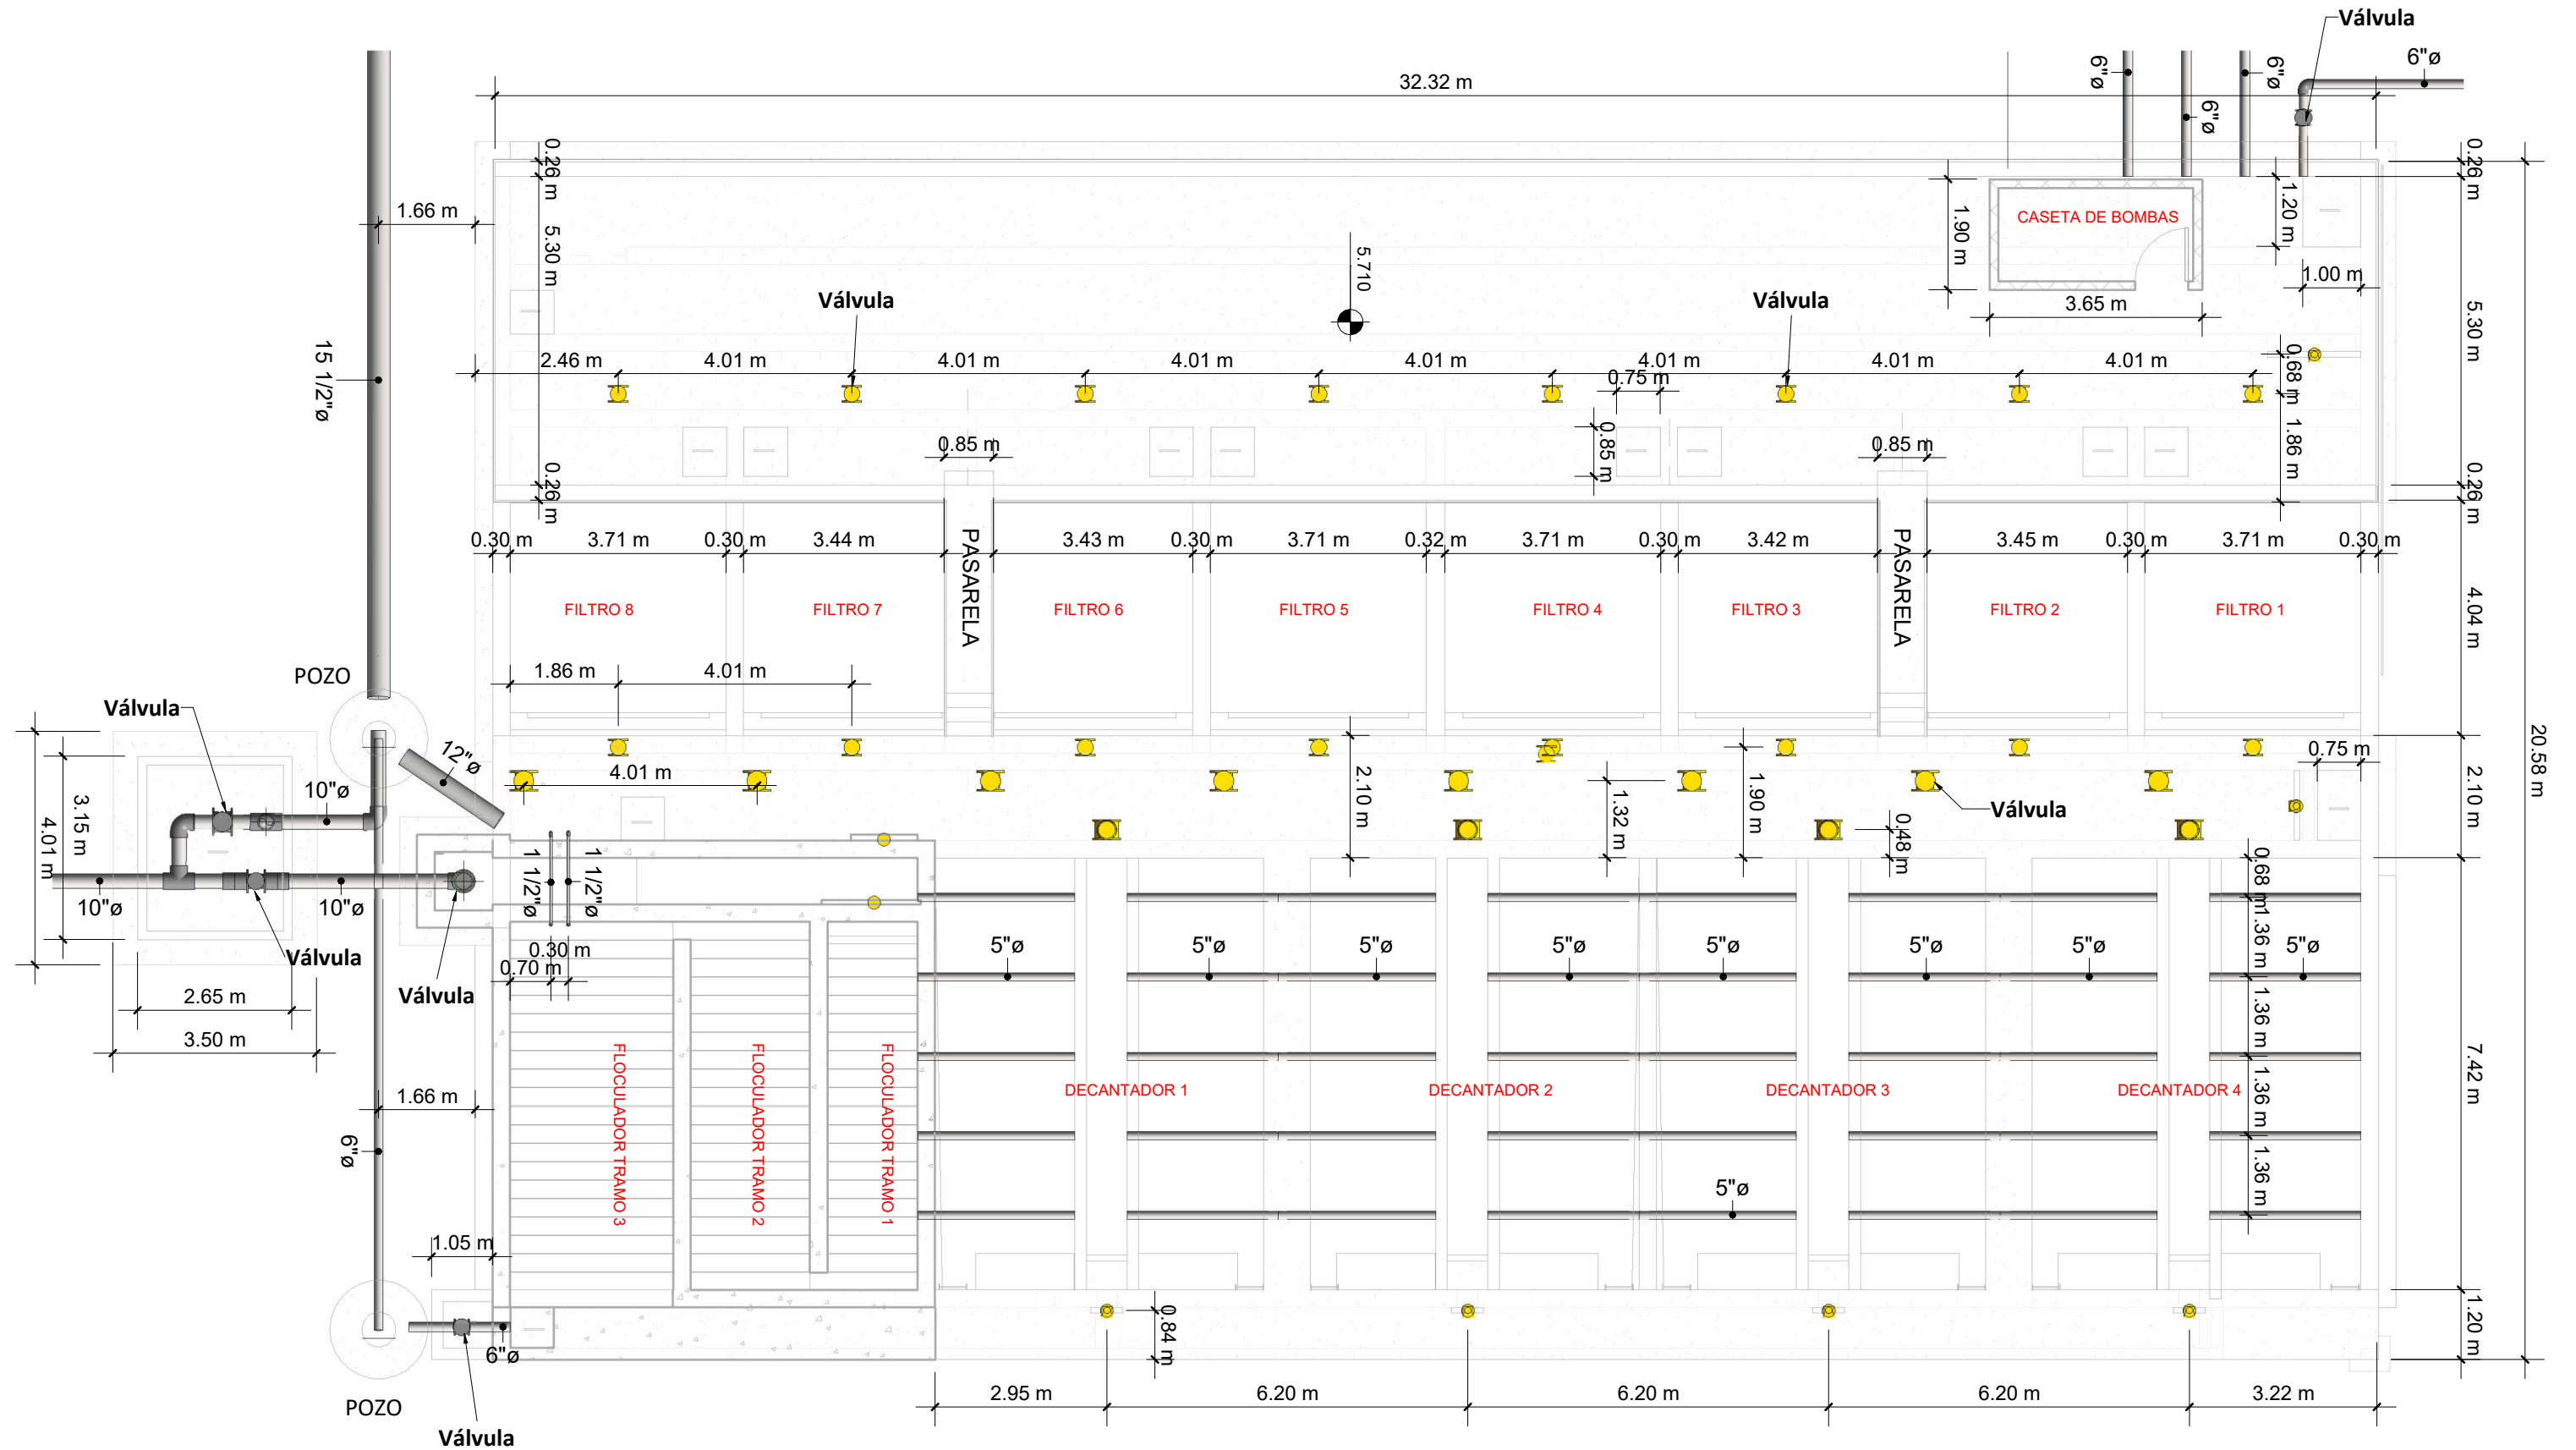 Válvula
6"ø
6"ø
6"ø
6"ø
32.32 m
0.26 m
0.26 m
1.66 m
5.30 m
1.90 m
CASETA DE BOMBAS
1.20 m
1.00 m
3.65 m
5.30 m
5.710
Válvula
Válvula
15 1/2"ø
2.46 m
4.01 m
4.01 m
4.01 m
4.01 m
4.01 m
4.01 m
4.01 m
0.68 m
0.75 m
1.86 m
0.85 m
0.85 m
0.85 m
0.26 m
0.26 m
0.30 m
3.71 m
0.30 m
3.44 m
PASARELA
3.43 m
0.30 m
3.71 m
0.32 m
3.71 m
0.30 m
3.42 m
PASARELA
3.45 m
0.30 m
3.71 m
0.30 m
FILTRO 8
FILTRO 7
FILTRO 6
FILTRO 5
FILTRO 4
FILTRO 3
FILTRO 2
FILTRO 1
4.04 m
1.86 m
4.01 m
POZO
Válvula
12"ø
4.01 m
2.10 m
1.32 m
1.90 m
Válvula
0.75 m
2.10 m
20.58 m
0.48 m
10"ø
3.15 m
4.01 m
10"ø
10"ø
1 1/2"ø
1 1/2"ø
0.68 m
1.36 m
1.36 m
1.36 m
1.36 m
Válvula
Válvula
0.30 m
0.70 m
5"ø
5"ø
5"ø
5"ø
5"ø
5"ø
5"ø
5"ø
2.65 m
3.50 m
1.66 m
6"ø
FLOCULADOR TRAMO 3
FLOCULADOR TRAMO 2
FLOCULADOR TRAMO 1
DECANTADOR 1
DECANTADOR 2
DECANTADOR 3
DECANTADOR 4
7.42 m
5"ø
1.05 m
6"ø
0.84 m
1.20 m
POZO
Válvula
2.95 m
6.20 m
6.20 m
6.20 m
3.22 m